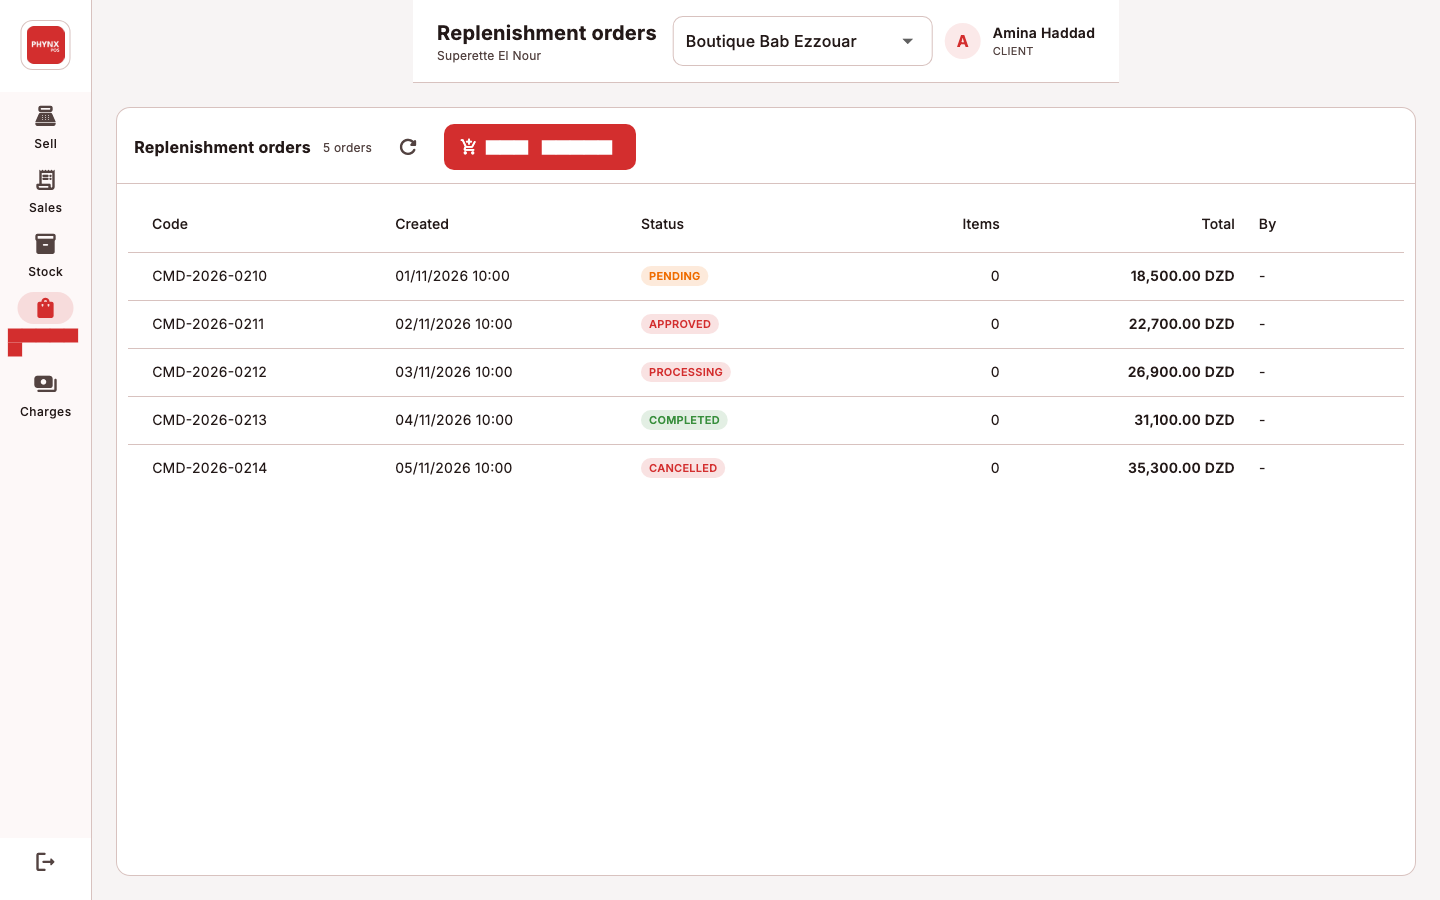 PHYNX
POS
Replenishment orders
Superette El Nour
Boutique Bab Ezzouar
A
Amina Haddad
CLIENT
Sell
Sales
Stock
Charges
Replenishment orders 5 orders
Code Created Status Items Total By
CMD-2026-0210 01/11/2026 10:00 PENDING 0 18,500.00 DZD -
CMD-2026-0211 02/11/2026 10:00 APPROVED 0 22,700.00 DZD -
CMD-2026-0212 03/11/2026 10:00 PROCESSING 0 26,900.00 DZD -
CMD-2026-0213 04/11/2026 10:00 COMPLETED 0 31,100.00 DZD -
CMD-2026-0214 05/11/2026 10:00 CANCELLED 0 35,300.00 DZD -